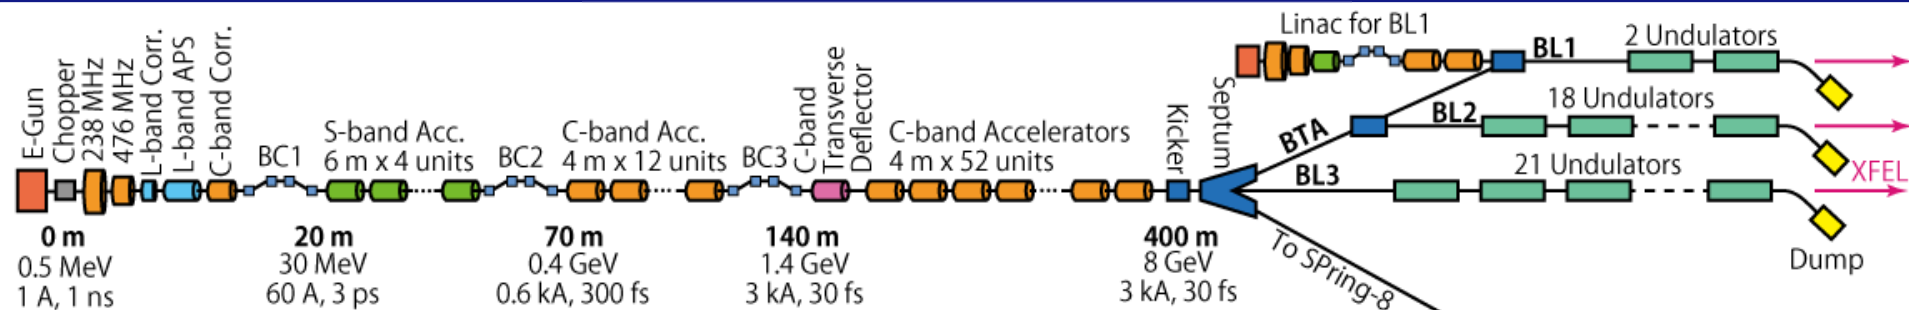 E-Gun
Chopper
238 MHz
476 MHz
L-band Corr.
L-band APS
C-band Corr.
BC1
S-band Acc.
6 m x 4 units
BC2
C-band Acc.
4 m x 12 units
BC3
C-band
Transverse
Deflector
C-band Accelerators
4 m x 52 units
Kicker
Septum
Linac for BL1
BL1
2 Undulators
BTA
BL2
18 Undulators
BL3
21 Undulators
XFEL
To SPring-8
Dump
0 m
0.5 MeV
1 A, 1 ns
20 m
30 MeV
60 A, 3 ps
70 m
0.4 GeV
0.6 kA, 300 fs
140 m
1.4 GeV
3 kA, 30 fs
400 m
8 GeV
3 kA, 30 fs